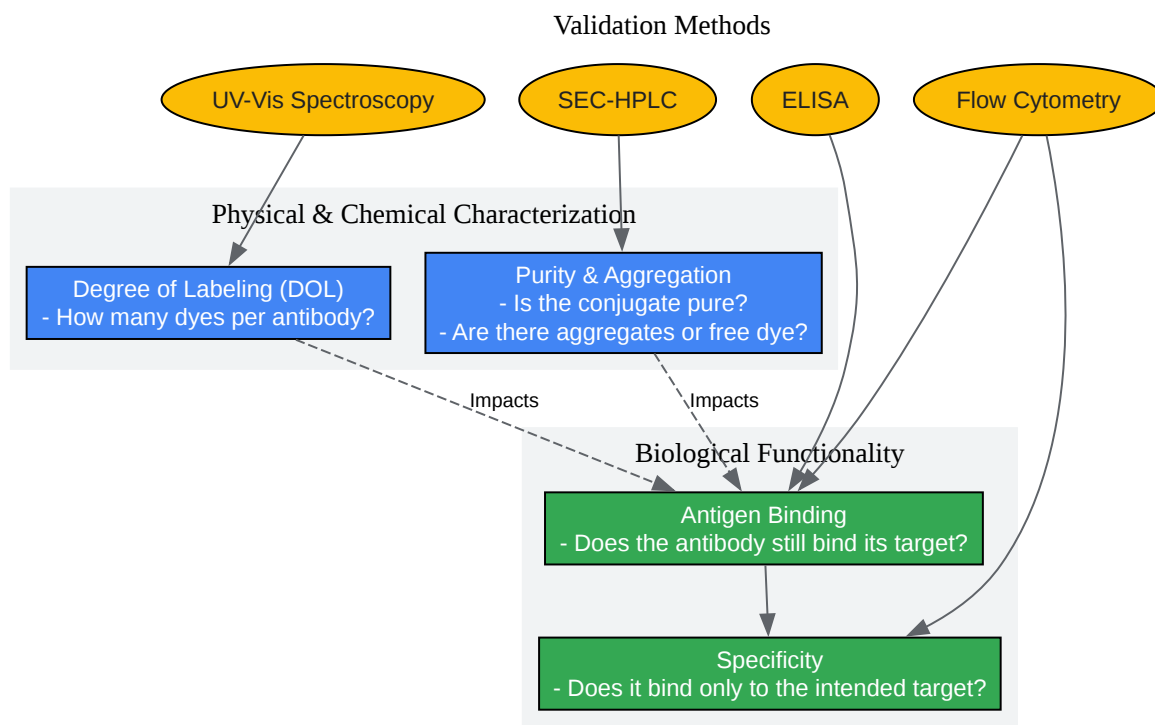 Validation Methods
UV-Vis Spectroscopy
SEC-HPLC
ELISA
Flow Cytometry
Physical & Chemical Characterization
Degree of Labeling (DOL)
- How many dyes per antibody?
Purity & Aggregation
- Is the conjugate pure?
- Are there aggregates or free dye?
Impacts
Impacts
Biological Functionality
Antigen Binding
- Does the antibody still bind its target?
Specificity
- Does it bind only to the intended target?